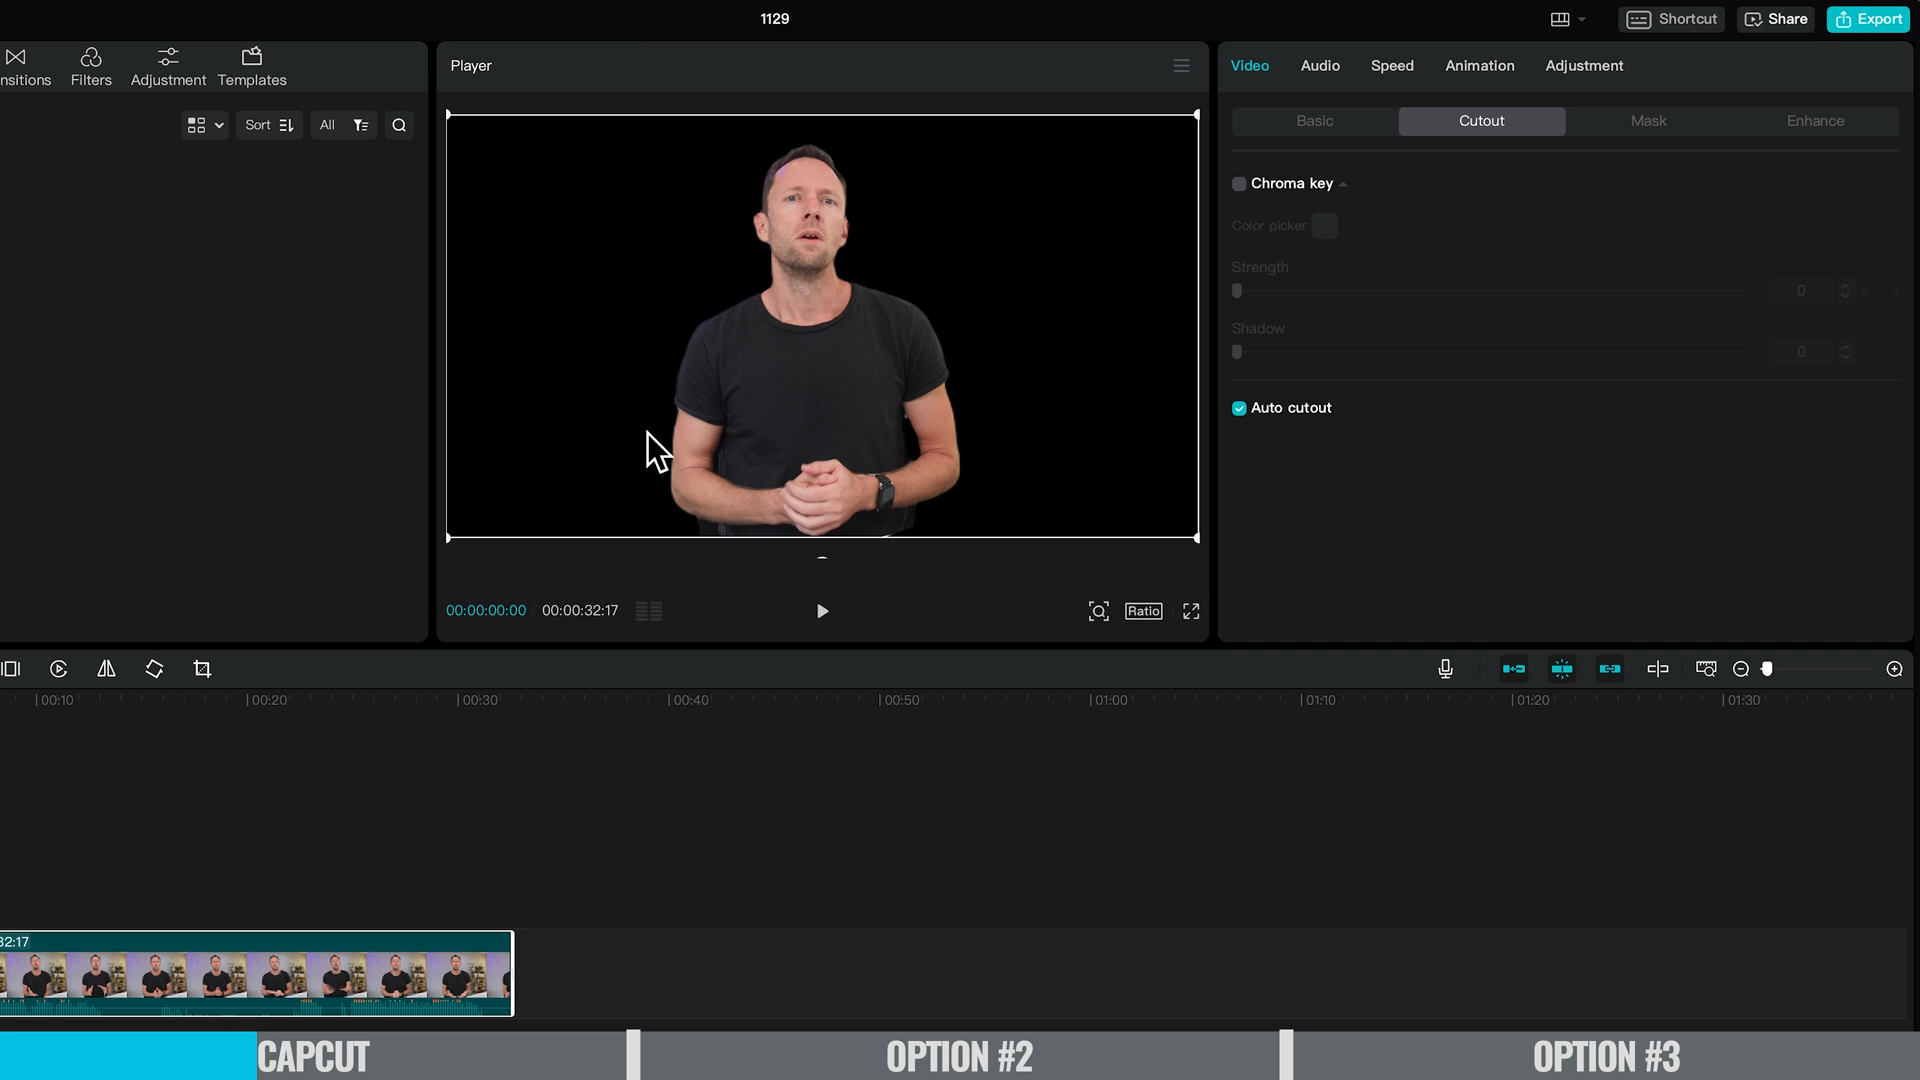 1129
Shortcut
Share
Export
nsitions
Filters
Adjustment
Templates
Player
Video
Audio
Speed
Animation
Adjustment
Sort
All
Basic
Cutout
Mask
Enhance
Chroma key
Color picker
Strength
0
Shadow
0
Auto cutout
00:00:00:00
00:00:32:17
Ratio
00:10
00:20
00:30
00:40
00:50
01:00
01:10
01:20
01:30
32:17
CAPCUT
OPTION #2
OPTION #3